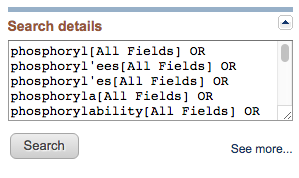 Search details
phosphoryl[All Fields] OR
phosphoryl'ees[All Fields] OR
phosphoryl'es[All Fields] OR
phosphoryla[All Fields] OR
phosphorylability[All Fields] OR
Search
See more...